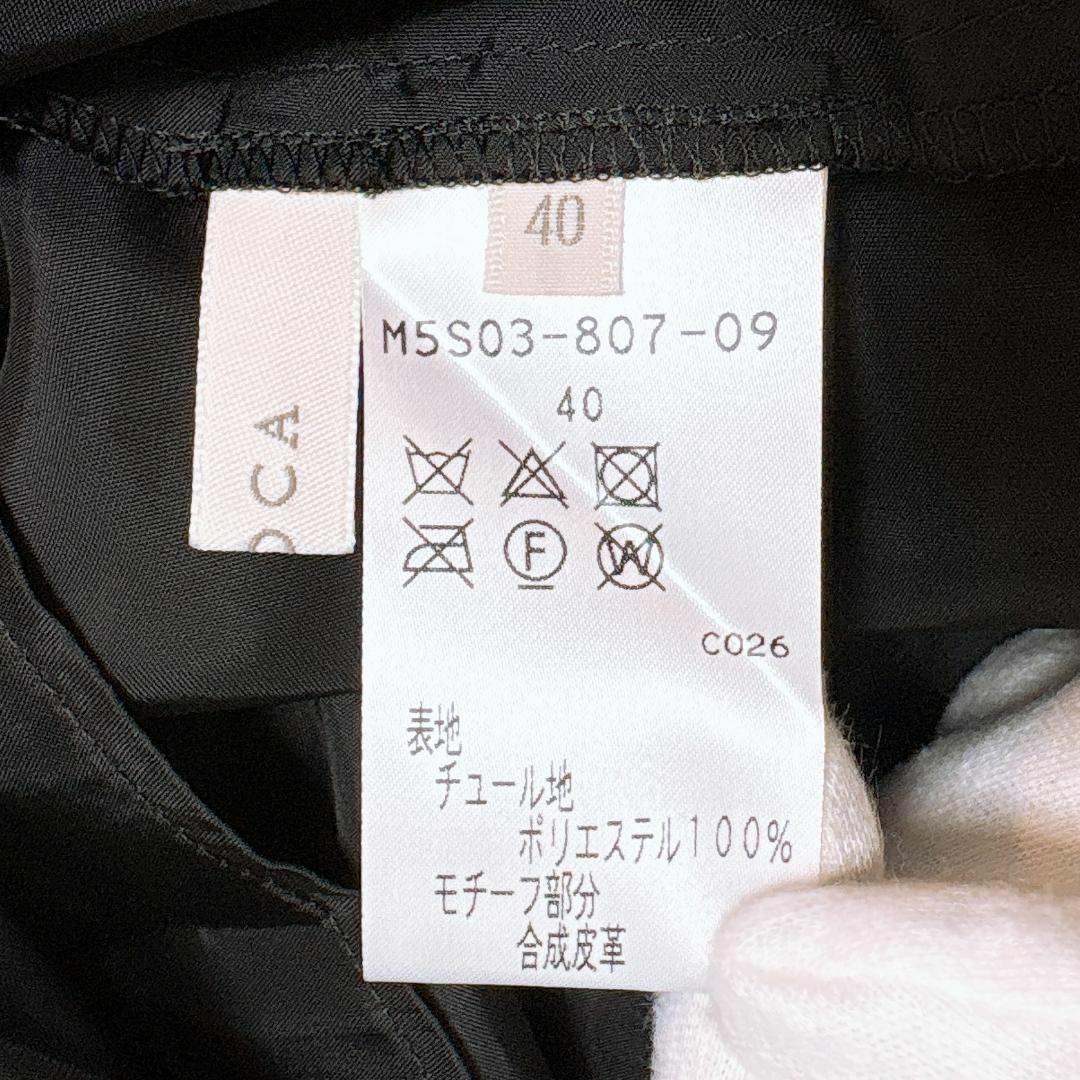 40
M5S03-807-09
40
F
W
C026
表地
チュール地
ポリエステル100%
モチーフ部分
合成皮革
CA